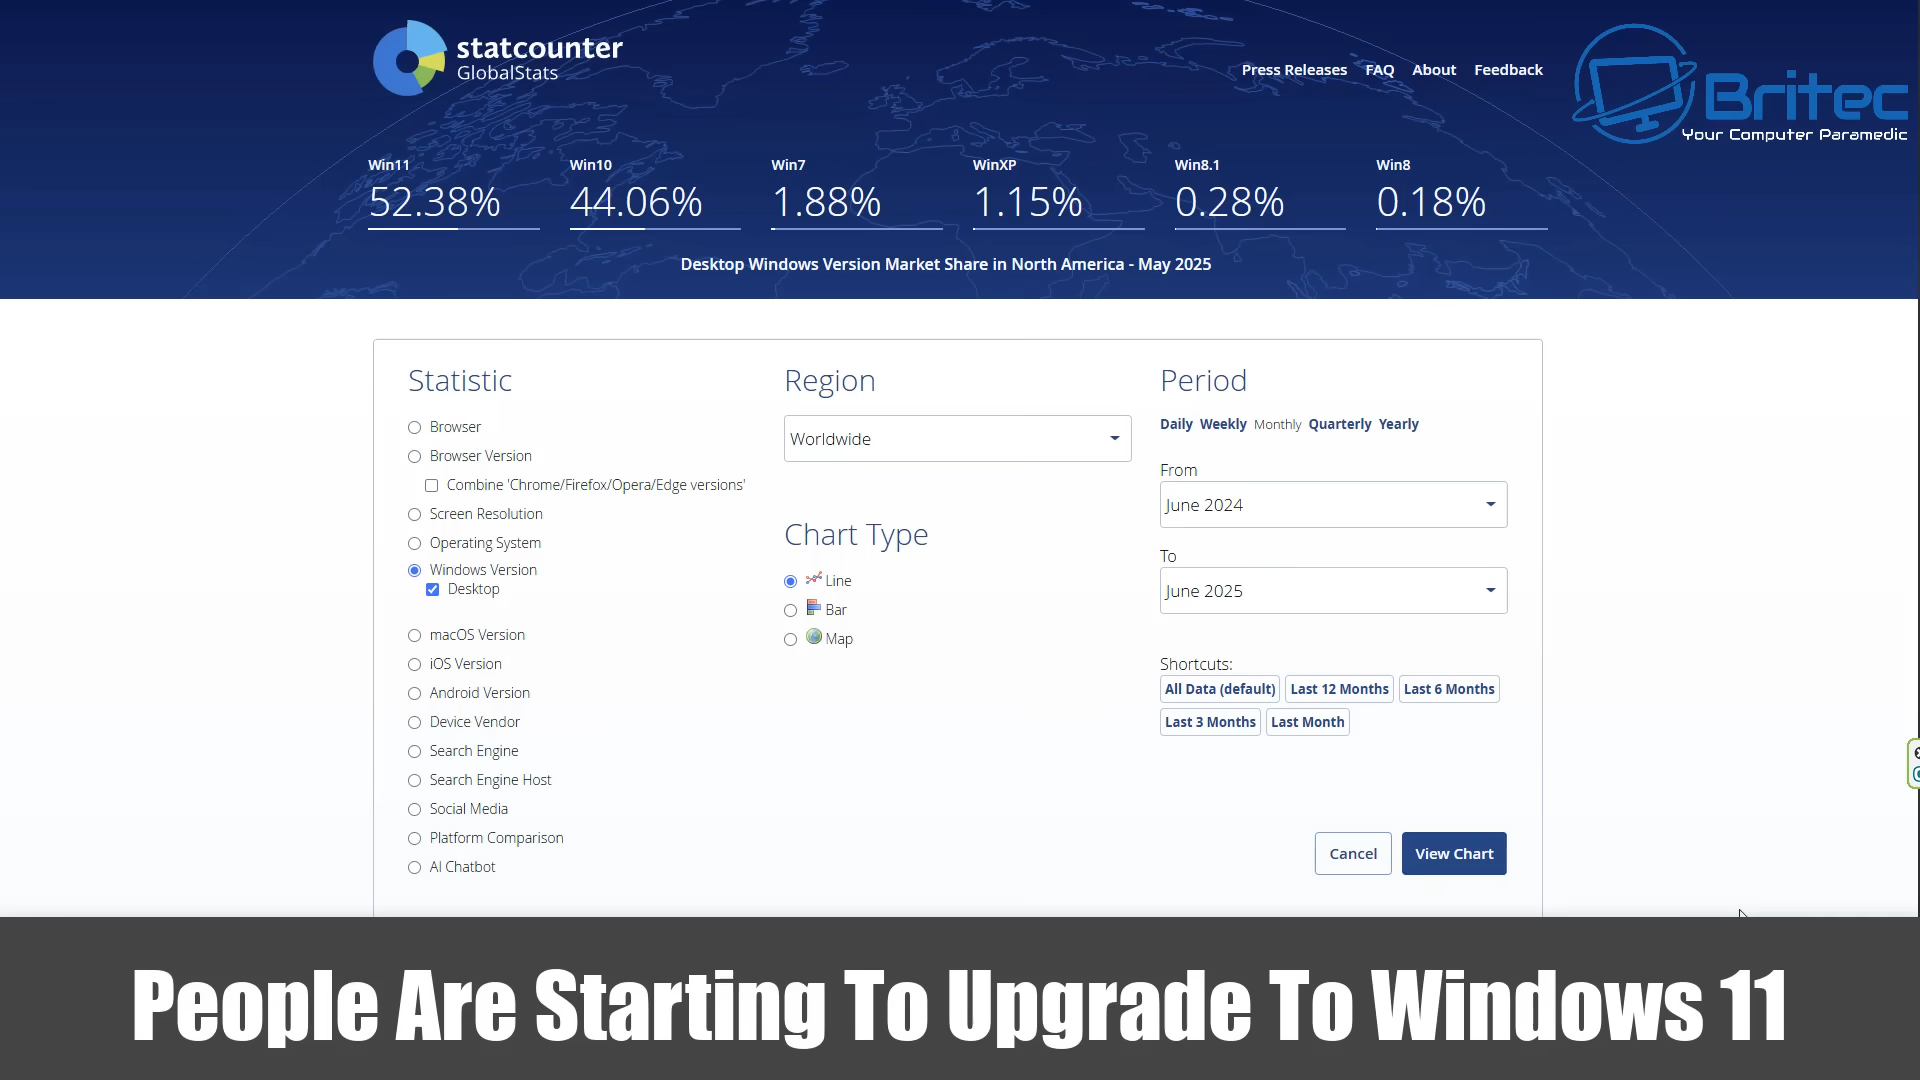 statcounter
GlobalStats
Press Releases FAQ About Feedback
Britec
Your Computer Paramedic
Win11 Win10 Win7 WinXP Win8.1 Win8
52.38% 44.06% 1.88% 1.15% 0.28% 0.18%
Desktop Windows Version Market Share in North America - May 2025
Statistic
Browser
Browser Version
Combine 'Chrome/Firefox/Opera/Edge versions'
Screen Resolution
Operating System
Windows Version
Desktop
macOS Version
iOS Version
Android Version
Device Vendor
Search Engine
Search Engine Host
Social Media
Platform Comparison
AI Chatbot
Region
Worldwide
Chart Type
Line
Bar
Map
Period
Daily Weekly Monthly Quarterly Yearly
From
June 2024
To
June 2025
Shortcuts:
All Data (default) Last 12 Months Last 6 Months
Last 3 Months Last Month
Cancel View Chart
People Are Starting To Upgrade To Windows 11